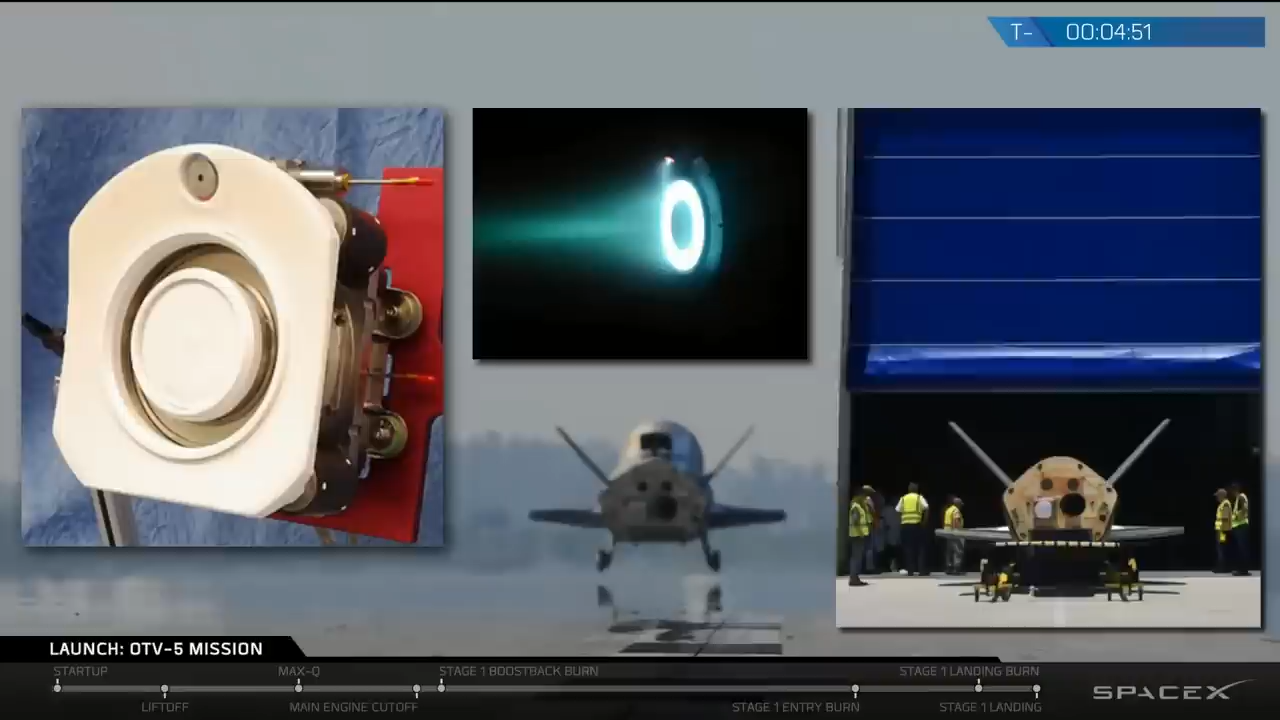 T- 00:04:51
LAUNCH: OTV-5 MISSION
STARTUP
MAX-Q
STAGE 1 BOOSTBACK BURN
STAGE 1 LANDING BURN
LIFTOFF
MAIN ENGINE CUTOFF
STAGE 1 ENTRY BURN
STAGE 1 LANDING
SPACEX